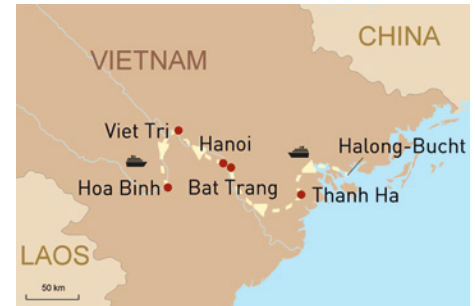 CHINA
VIETNAM
Viet Tri
Hanoi
Halong-Bucht
Hoa Binh
Bat Trang
Thanh Ha
LAOS
50 km